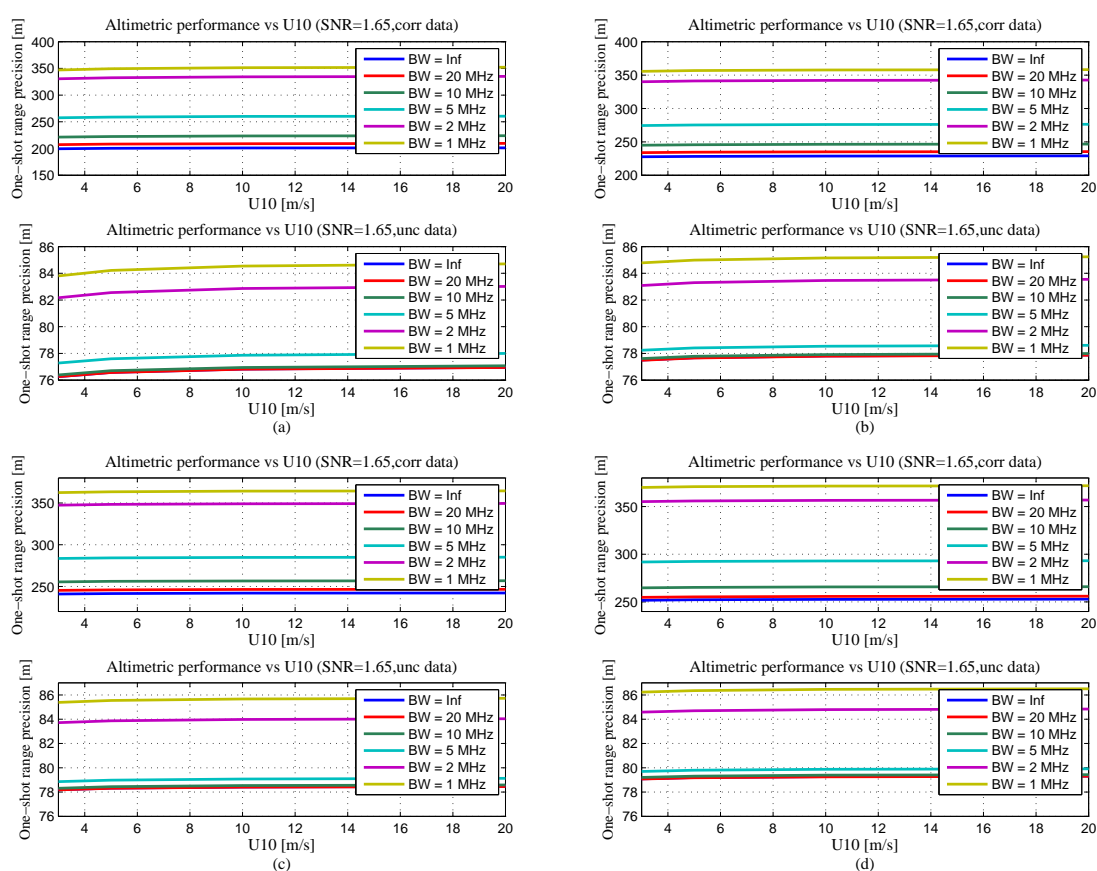 Altimetric performance vs U10 (SNR=1.65,corr data)
One−shot range precision [m]
400
350
300
250
200
150
4 6 8 10 12 14 16 18 20
U10 [m/s]
BW = Inf
BW = 20 MHz
BW = 10 MHz
BW = 5 MHz
BW = 2 MHz
BW = 1 MHz
Altimetric performance vs U10 (SNR=1.65,unc data)
One−shot range precision [m]
86
84
82
80
78
76
4 6 8 10 12 14 16 18 20
U10 [m/s]
BW = Inf
BW = 20 MHz
BW = 10 MHz
BW = 5 MHz
BW = 2 MHz
BW = 1 MHz
(a)
Altimetric performance vs U10 (SNR=1.65,corr data)
One−shot range precision [m]
400
350
300
250
200
4 6 8 10 12 14 16 18 20
U10 [m/s]
BW = Inf
BW = 20 MHz
BW = 10 MHz
BW = 5 MHz
BW = 2 MHz
BW = 1 MHz
Altimetric performance vs U10 (SNR=1.65,unc data)
One−shot range precision [m]
86
84
82
80
78
76
4 6 8 10 12 14 16 18 20
U10 [m/s]
BW = Inf
BW = 20 MHz
BW = 10 MHz
BW = 5 MHz
BW = 2 MHz
BW = 1 MHz
(b)
Altimetric performance vs U10 (SNR=1.65,corr data)
One−shot range precision [m]
350
300
250
4 6 8 10 12 14 16 18 20
U10 [m/s]
BW = Inf
BW = 20 MHz
BW = 10 MHz
BW = 5 MHz
BW = 2 MHz
BW = 1 MHz
Altimetric performance vs U10 (SNR=1.65,unc data)
One−shot range precision [m]
86
84
82
80
78
76
4 6 8 10 12 14 16 18 20
U10 [m/s]
BW = Inf
BW = 20 MHz
BW = 10 MHz
BW = 5 MHz
BW = 2 MHz
BW = 1 MHz
(c)
Altimetric performance vs U10 (SNR=1.65,corr data)
One−shot range precision [m]
350
300
250
4 6 8 10 12 14 16 18 20
U10 [m/s]
BW = Inf
BW = 20 MHz
BW = 10 MHz
BW = 5 MHz
BW = 2 MHz
BW = 1 MHz
Altimetric performance vs U10 (SNR=1.65,unc data)
One−shot range precision [m]
86
84
82
80
78
76
4 6 8 10 12 14 16 18 20
U10 [m/s]
BW = Inf
BW = 20 MHz
BW = 10 MHz
BW = 5 MHz
BW = 2 MHz
BW = 1 MHz
(d)